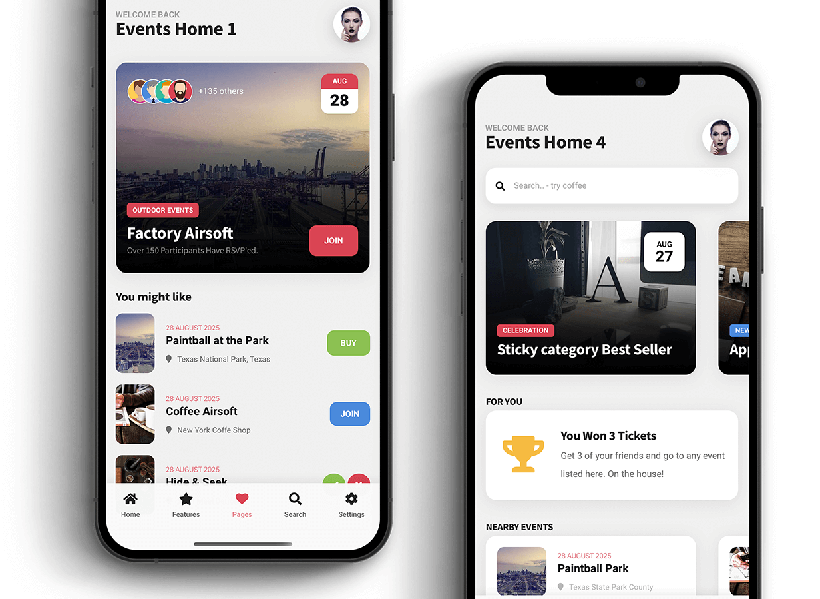 WELCOME BACK
Events Home 1
+135 others
AUG
28
OUTDOOR EVENTS
Factory Airsoft
Over 150 Participants Have RSVP'ed.
JOIN
You might like
28 AUGUST 2025
Paintball at the Park
Texas National Park, Texas
BUY
28 AUGUST 2025
Coffee Airsoft
New York Coffe Shop
JOIN
28 AUGUST 2025
Hide & Seek
Home
Features
Pages
Search
Settings
WELCOME BACK
Events Home 4
Search.. - try coffee
AUG
27
A
CELEBRATION
Sticky category Best Seller
FOR YOU
You Won 3 Tickets
Get 3 of your friends and go to any event
listed here. On the house!
NEARBY EVENTS
28 AUGUST 2025
Paintball Park
Texas State Park County